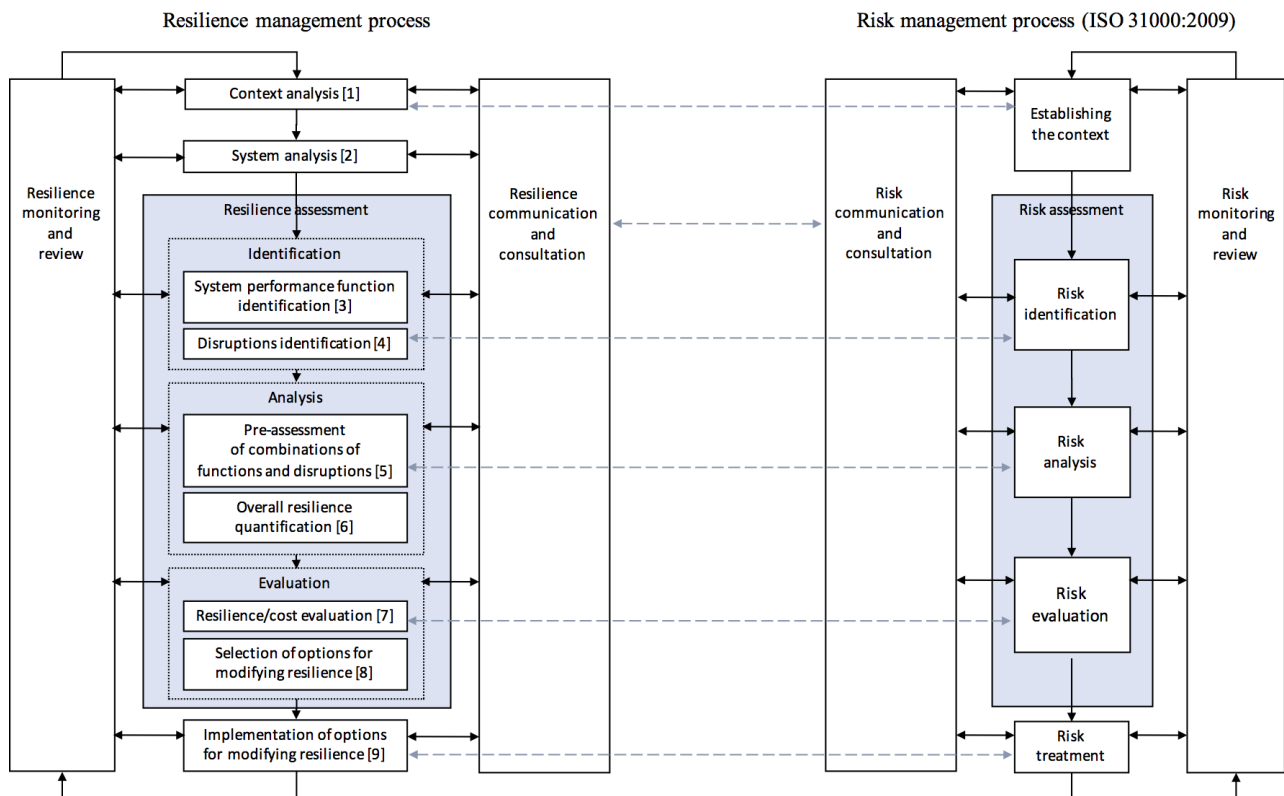 Resilience management process
Risk management process (ISO 31000:2009)
Resilience
monitoring
and
review
Context analysis [1]
System analysis [2]
Resilience assessment
Identification
System performance function
identification [3]
Disruptions identification [4]
Analysis
Pre-assessment
of combinations of
functions and disruptions [5]
Overall resilience
quantification [6]
Evaluation
Resilience/cost evaluation [7]
Selection of options for
modifying resilience [8]
Implementation of options
for modifying resilience [9]
Resilience
communication
and
consultation
Risk
communication
and
consultation
Establishing
the context
Risk assessment
Risk
identification
Risk
analysis
Risk
evaluation
Risk
treatment
Risk
monitoring
and
review